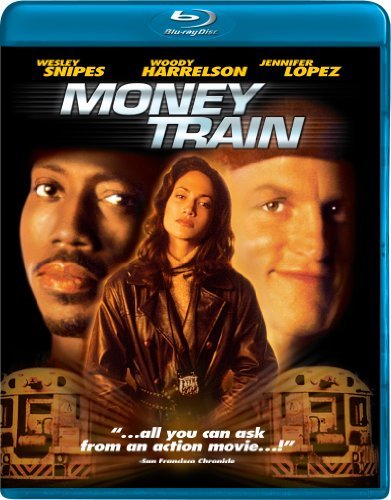 Blu-ray Disc
WESLEY SNIPES
WOODY HARRELSON
JENNIFER LOPEZ
MONEY
TRAIN
“...all you can ask
from an action movie...!”
-San Francisco Chronicle